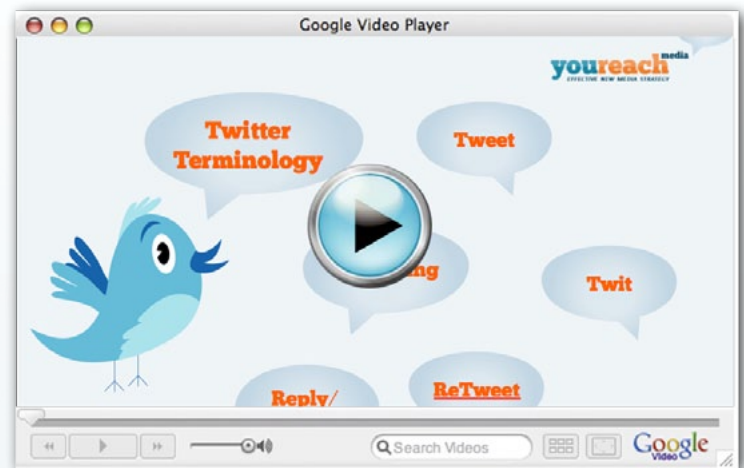 Google Video Player
youreach media
EFFECTIVE NEW MEDIA STRATEGY
Twitter
Terminology
Tweet
Twit
Reply/
ReTweet
Search Videos
Google
Video